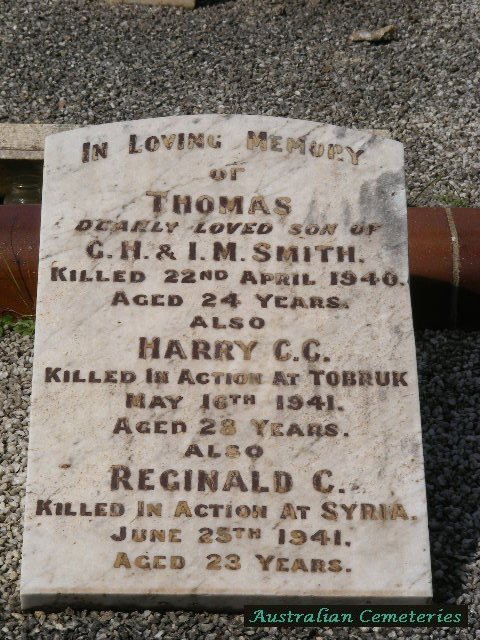 IN LOVING MEMORY
OF
THOMAS
DEARLY LOVED SON OF
G. H. & I. M. SMITH.
KILLED 22ND APRIL 1940.
AGED 24 YEARS.
ALSO
HARRY C. G.
KILLED IN ACTION AT TOBRUK
MAY 16TH 1941.
AGED 28 YEARS.
ALSO
REGINALD G.
KILLED IN ACTION AT SYRIA.
JUNE 25TH 1941.
AGED 23 YEARS.
Australian Cemeteries